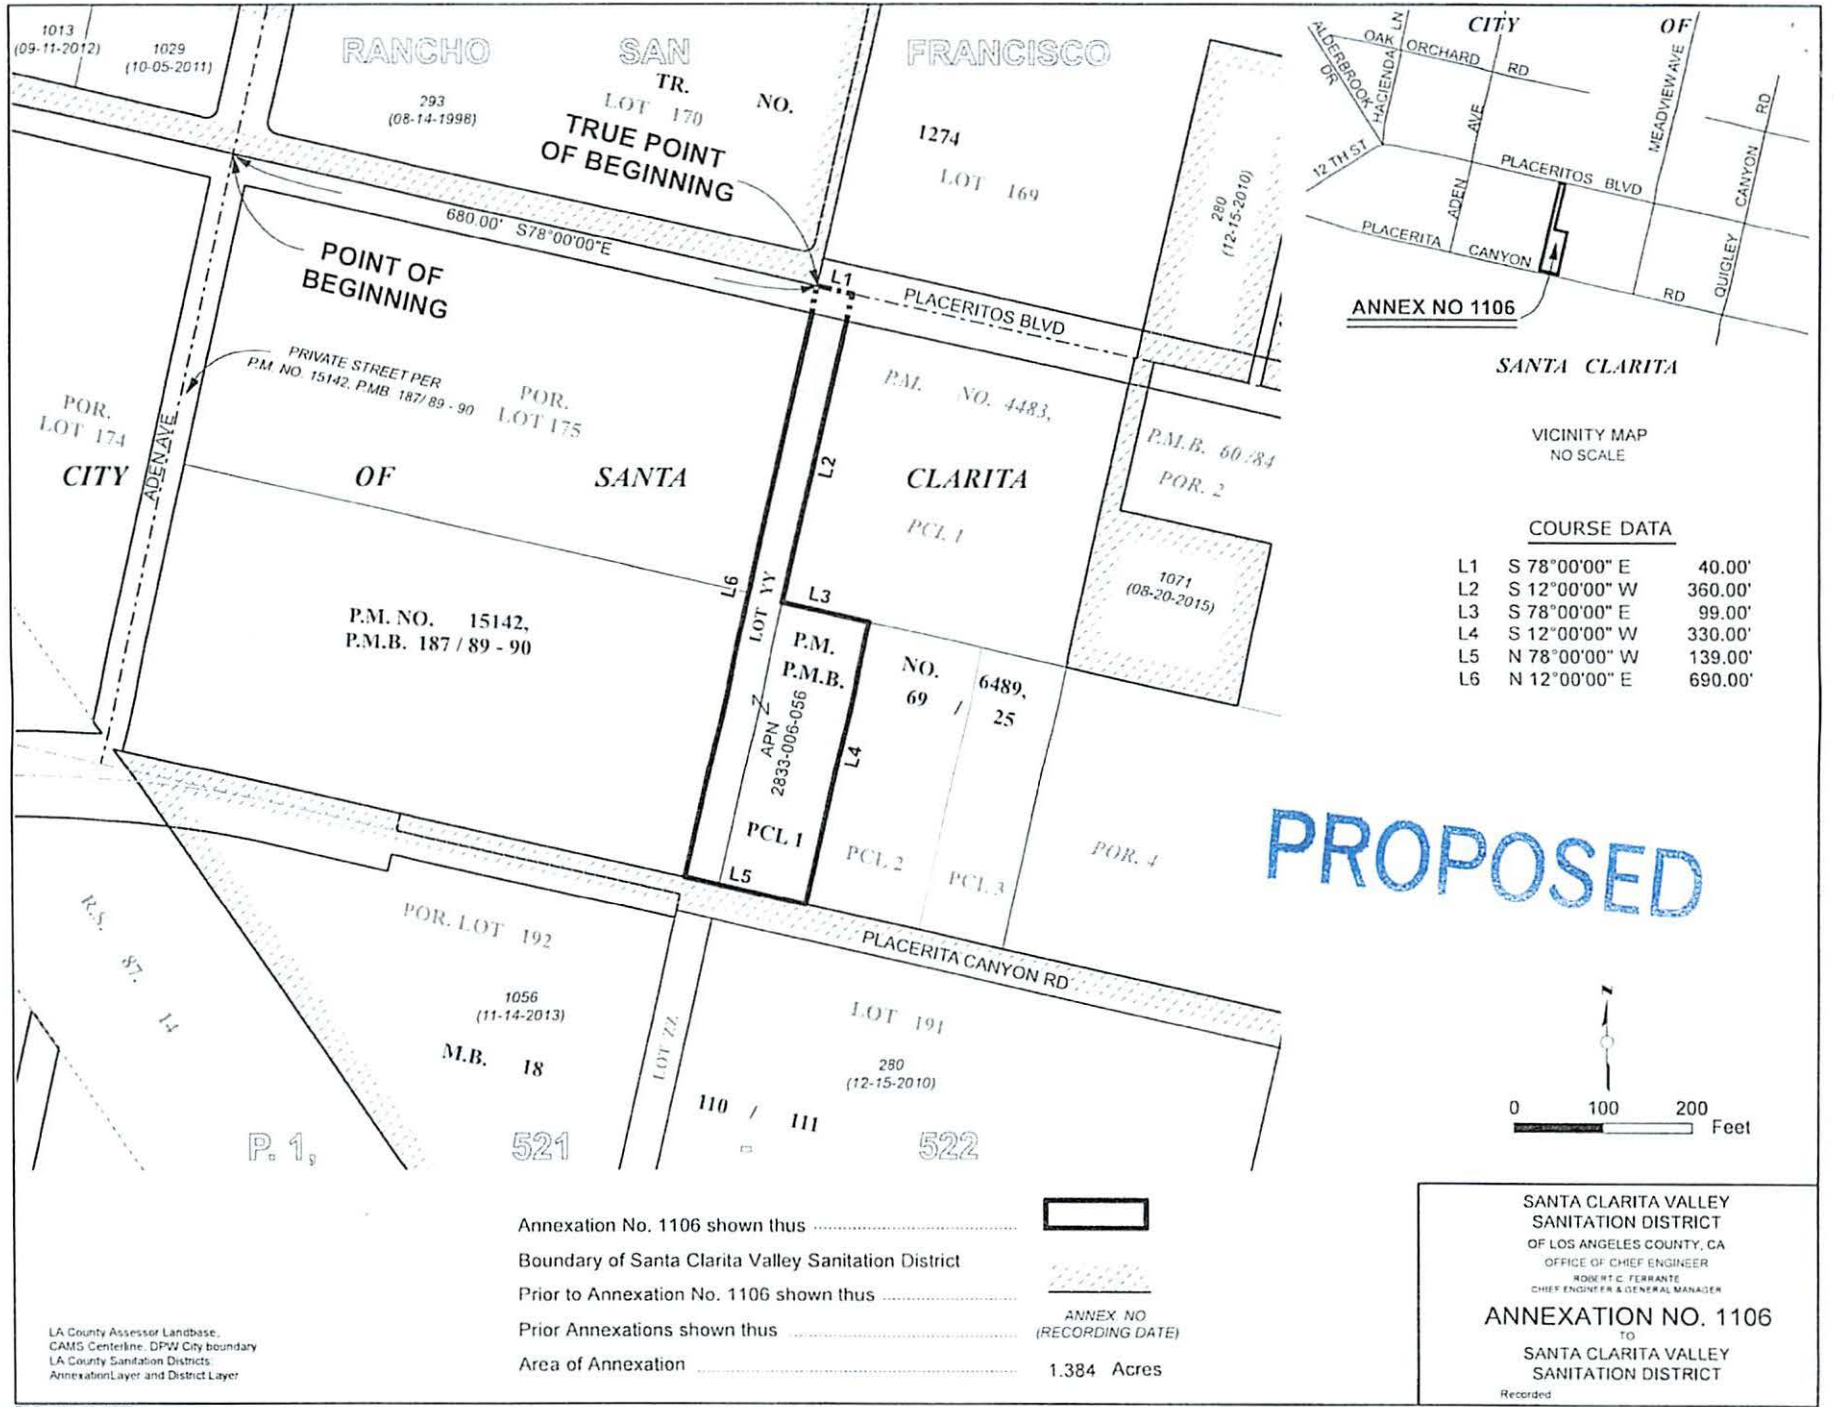 1013
(09-11-2012)
1029
(10-05-2011)
RANCHO SAN FRANCISCO
293
(08-14-1998)
TR. NO.
LOT 170
1274
LOT 169
TRUE POINT
OF BEGINNING
280
(12-15-2010)
680.00' S78°00'00"E
POINT OF
BEGINNING
L1
PLACERITOS BLVD
PRIVATE STREET PER
P.M. NO. 15142, P.MB 187/89 - 90
POR.
LOT 174
ADEN AVE
POR.
LOT 175
P.M. NO. 4483,
P.M.B. 60/84
POR. 2
CITY OF SANTA CLARITA
L2
PCL 1
L6
LOT YY
L3
1071
(08-20-2015)
P.M. NO. 15142,
P.M.B. 187 / 89 - 90
P.M. NO. 6489,
P.M.B. 69 / 25
Z
APN
2833-006-056
L4
PCL 1
PCL 2
PCL 3
POR. 4
L5
PLACERITA CANYON RD
R.S. 87. 14
POR. LOT 192
1056
(11-14-2013)
LOT ZZ
LOT 191
280
(12-15-2010)
M.B. 18
110 / 111
P. 1, 521 - 522
CITY OF
ALDERBROOK
DR
HACIENDA LN
OAK ORCHARD RD
ADEN AVE
MEADVIEW AVE
12 TH ST
PLACERITOS BLVD
PLACERITA CANYON RD
QUIGLEY CANYON RD
ANNEX NO 1106
SANTA CLARITA
VICINITY MAP
NO SCALE
COURSE DATA
L1 S 78°00'00" E 40.00'
L2 S 12°00'00" W 360.00'
L3 S 78°00'00" E 99.00'
L4 S 12°00'00" W 330.00'
L5 N 78°00'00" W 139.00'
L6 N 12°00'00" E 690.00'
PROPOSED
N
0 100 200
Feet
Annexation No. 1106 shown thus
Boundary of Santa Clarita Valley Sanitation District
Prior to Annexation No. 1106 shown thus
Prior Annexations shown thus
ANNEX. NO
(RECORDING DATE)
Area of Annexation 1.384 Acres
LA County Assessor Landbase,
CAMS Centerline, DPW City boundary
LA County Sanitation Districts:
AnnexationLayer and District Layer
SANTA CLARITA VALLEY
SANITATION DISTRICT
OF LOS ANGELES COUNTY, CA
OFFICE OF CHIEF ENGINEER
ROBERT C. FERRANTE
CHIEF ENGINEER & GENERAL MANAGER
ANNEXATION NO. 1106
TO
SANTA CLARITA VALLEY
SANITATION DISTRICT
Recorded